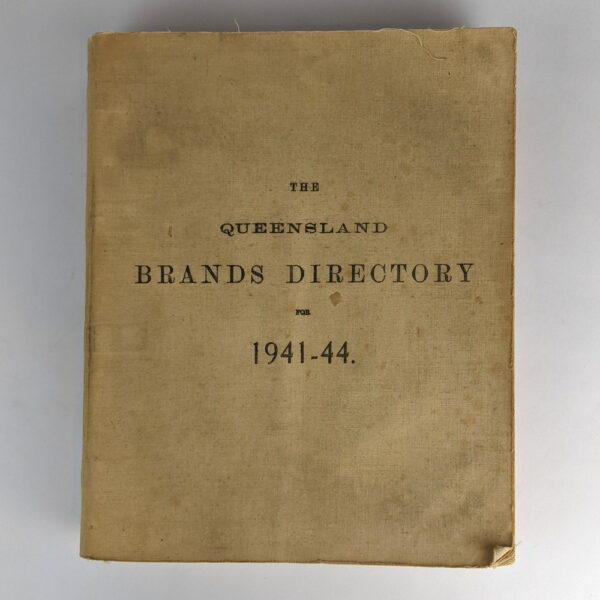 THE
QUEENSLAND
BRANDS DIRECTORY
FOR
1941-44.